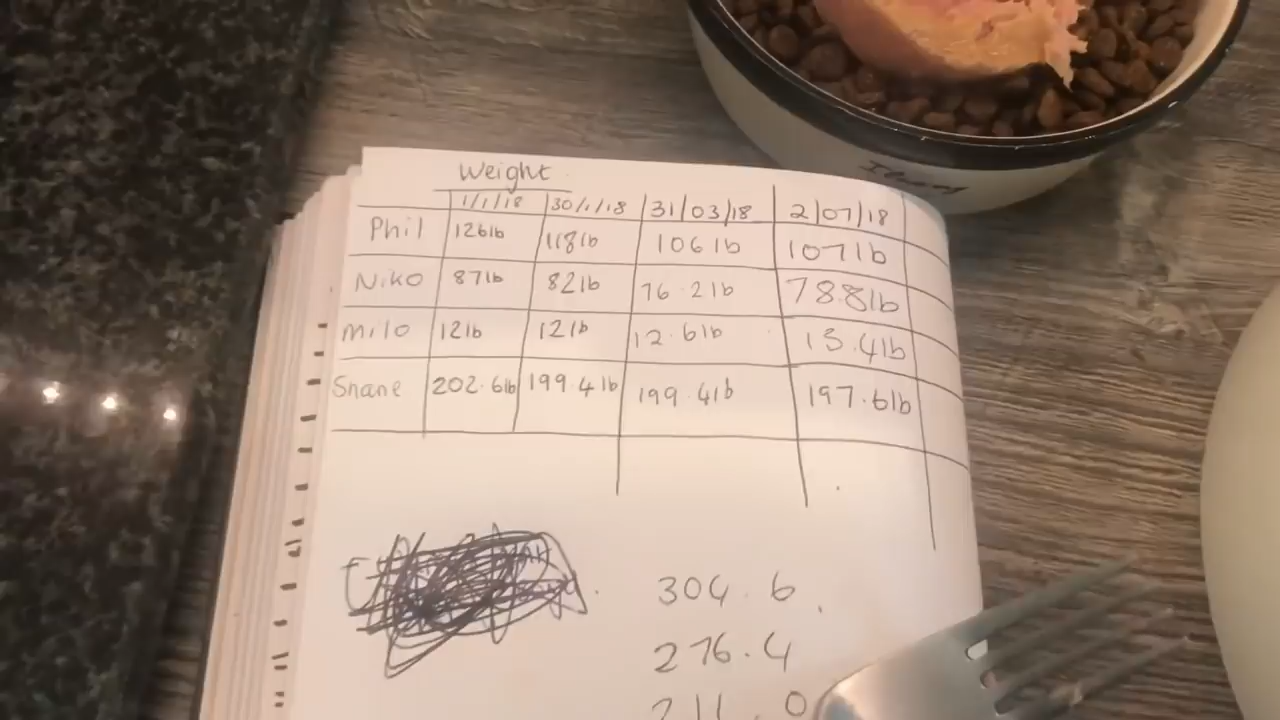 Weight
1/1/18 30/1/18 31/03/18 2/07/18
Phil 126lb 118lb 106lb 107lb
Niko 87lb 82lb 76.2lb 78.8lb
milo 12lb 12lb 12.6lb 13.4lb
Shane 202.6lb 199.4lb 199.4lb 197.6lb
304.6
276.4
211.0